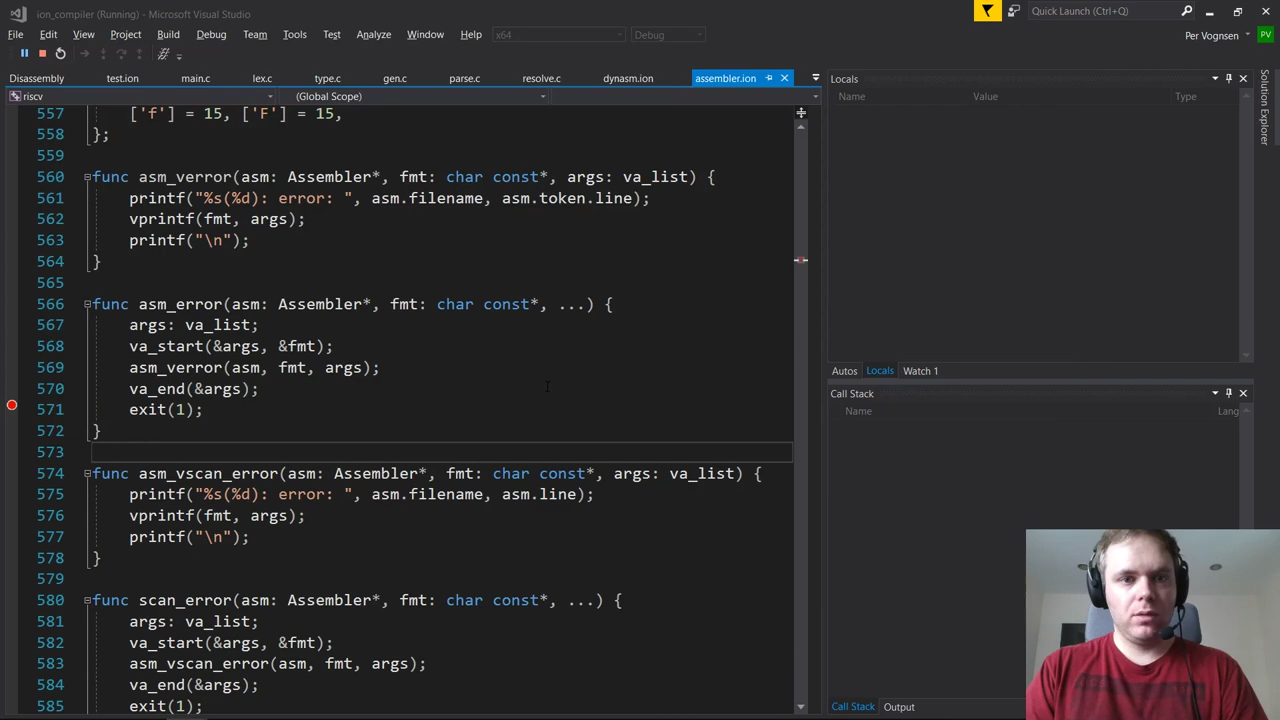 ion_compiler (Running) - Microsoft Visual Studio
Quick Launch (Ctrl+Q)
File Edit View Project Build Debug Team Tools Test Analyze Window Help x64 Debug
Per Vognsen PV
Disassembly test.ion main.c lex.c type.c gen.c parse.c resolve.c dynasm.ion assembler.ion
riscv (Global Scope)
557 ['f'] = 15, ['F'] = 15,
558 };
559
560 func asm_verror(asm: Assembler*, fmt: char const*, args: va_list) {
561 printf("%s(%d): error: ", asm.filename, asm.token.line);
562 vprintf(fmt, args);
563 printf("\n");
564 }
565
566 func asm_error(asm: Assembler*, fmt: char const*, ...) {
567 args: va_list;
568 va_start(&args, &fmt);
569 asm_verror(asm, fmt, args);
570 va_end(&args);
571 exit(1);
572 }
573
574 func asm_vscan_error(asm: Assembler*, fmt: char const*, args: va_list) {
575 printf("%s(%d): error: ", asm.filename, asm.line);
576 vprintf(fmt, args);
577 printf("\n");
578 }
579
580 func scan_error(asm: Assembler*, fmt: char const*, ...) {
581 args: va_list;
582 va_start(&args, &fmt);
583 asm_vscan_error(asm, fmt, args);
584 va_end(&args);
585 exit(1);
Locals
Name Value Type
Autos Locals Watch 1
Call Stack
Name Lang
Call Stack Output
Solution Explorer